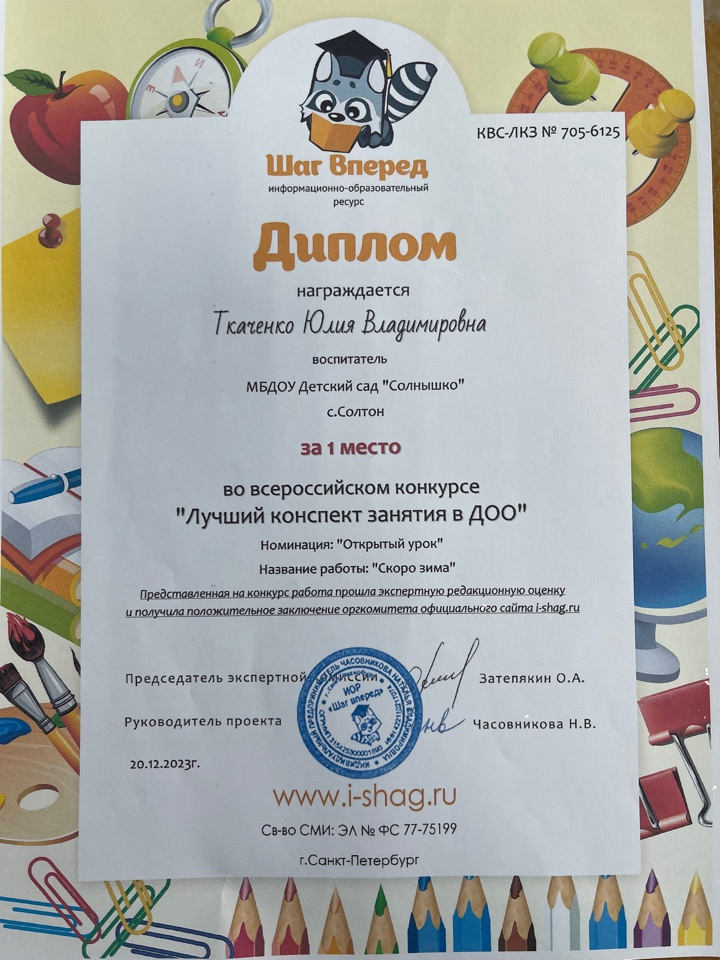 КВС-ЛКЗ № 705-6125
Шаг Вперед
информационно-образовательный
ресурс
Диплом
награждается
Ткаченко Юлия Владимировна
воспитатель
МБДОУ Детский сад "Солнышко"
с.Солтон
за 1 место
во всероссийском конкурсе
"Лучший конспект занятия в ДОО"
Номинация: "Открытый урок"
Название работы: "Скоро зима"
Представленная на конкурс работа прошла экспертную редакционную оценку
и получила положительное заключение оргкомитета официального сайта i-shag.ru
Председатель экспертной комиссии Затепякин О.А.
ИОР
«Шаг вперед»
Руководитель проекта Часовникова Н.В.
20.12.2023г.
www.i-shag.ru
Св-во СМИ: ЭЛ № ФС 77-75199
г.Санкт-Петербург